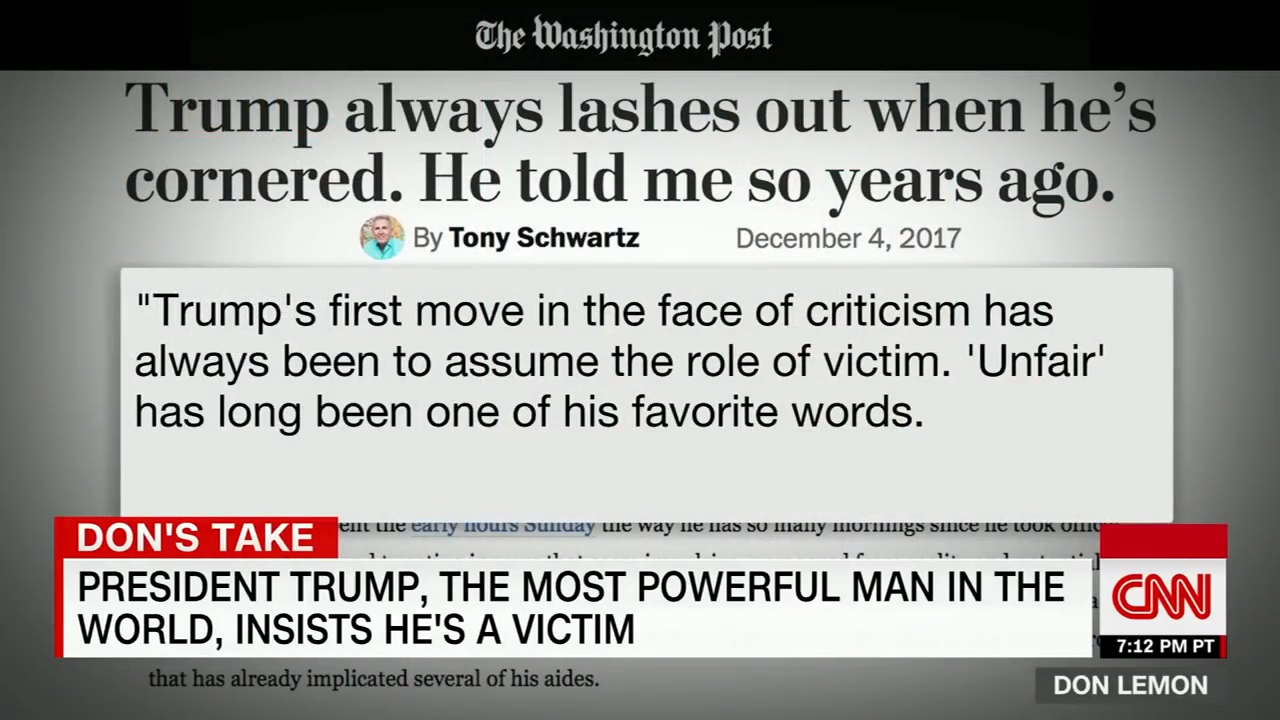 The Washington Post
Trump always lashes out when he's
cornered. He told me so years ago.
By Tony Schwartz December 4, 2017
"Trump's first move in the face of criticism has
always been to assume the role of victim. 'Unfair'
has long been one of his favorite words.
early hours Sunday the way he has so many mornings since he took
DON'S TAKE
PRESIDENT TRUMP, THE MOST POWERFUL MAN IN THE
WORLD, INSISTS HE'S A VICTIM
CNN
7:12 PM PT
that has already implicated several of his aides.
DON LEMON